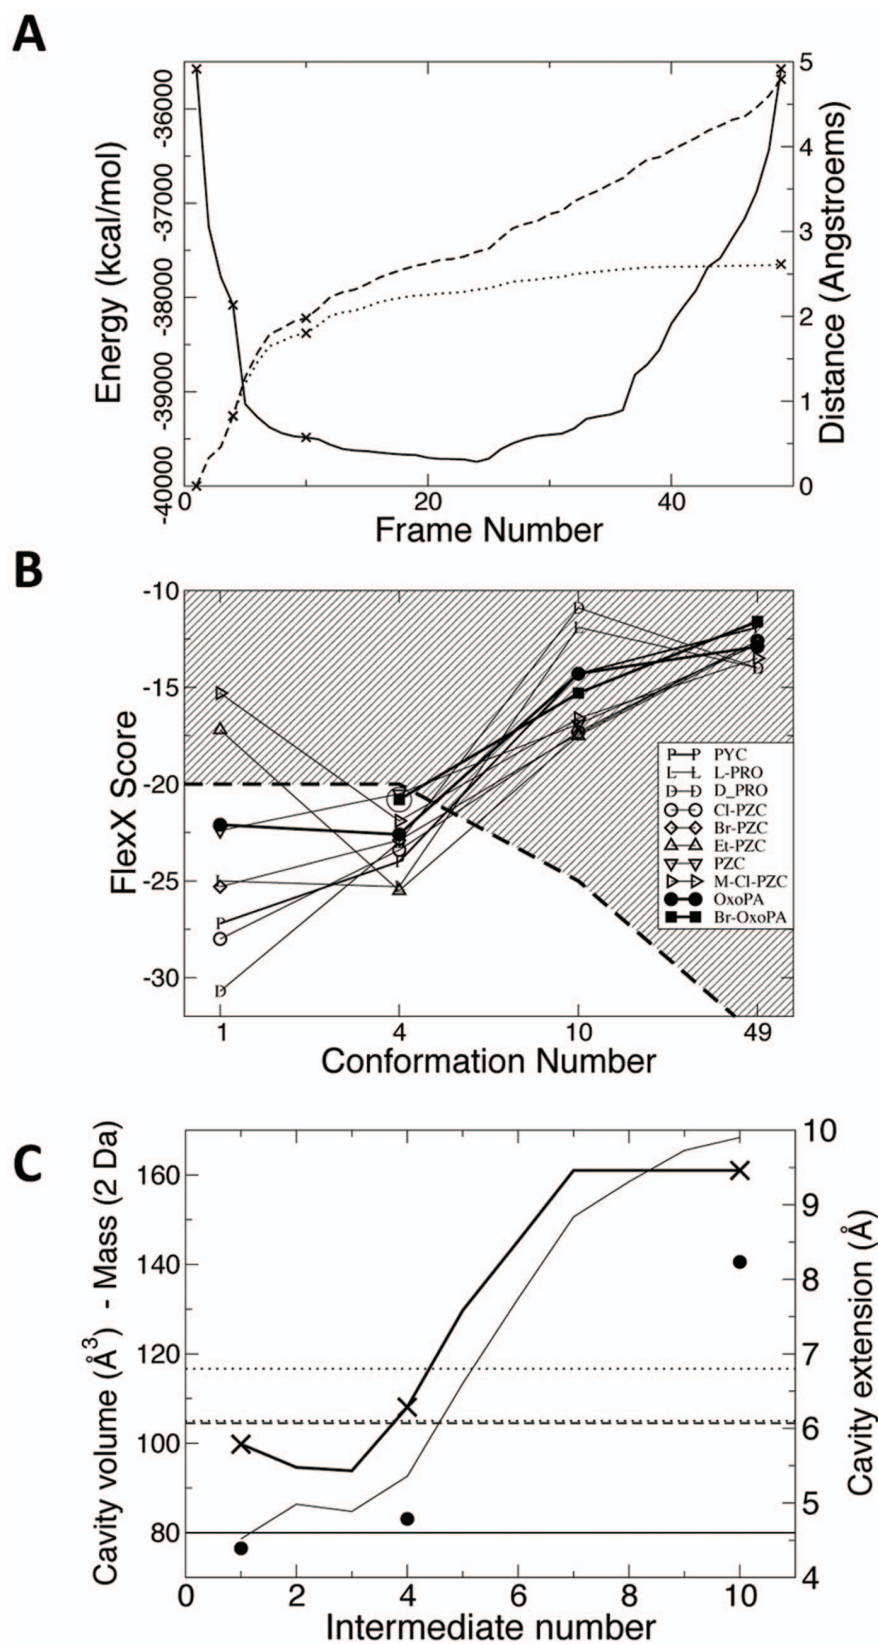 A
Energy (kcal/mol)
-36000
-37000
-38000
-39000
-40000
5
4
3
2
1
0
Distance (Angstroems)
0
20
40
Frame Number
B
FlexX Score
-10
-15
-20
-25
-30
P P PYC
L L L-PRO
D D D_PRO
Cl-PZC
Br-PZC
Et-PZC
PZC
M-Cl-PZC
OxoPA
Br-OxoPA
1
4
10
49
Conformation Number
C
Cavity volume (Å³) - Mass (2 Da)
160
140
120
100
80
10
9
8
7
6
5
4
Cavity extension (Å)
0
2
4
6
8
10
Intermediate number